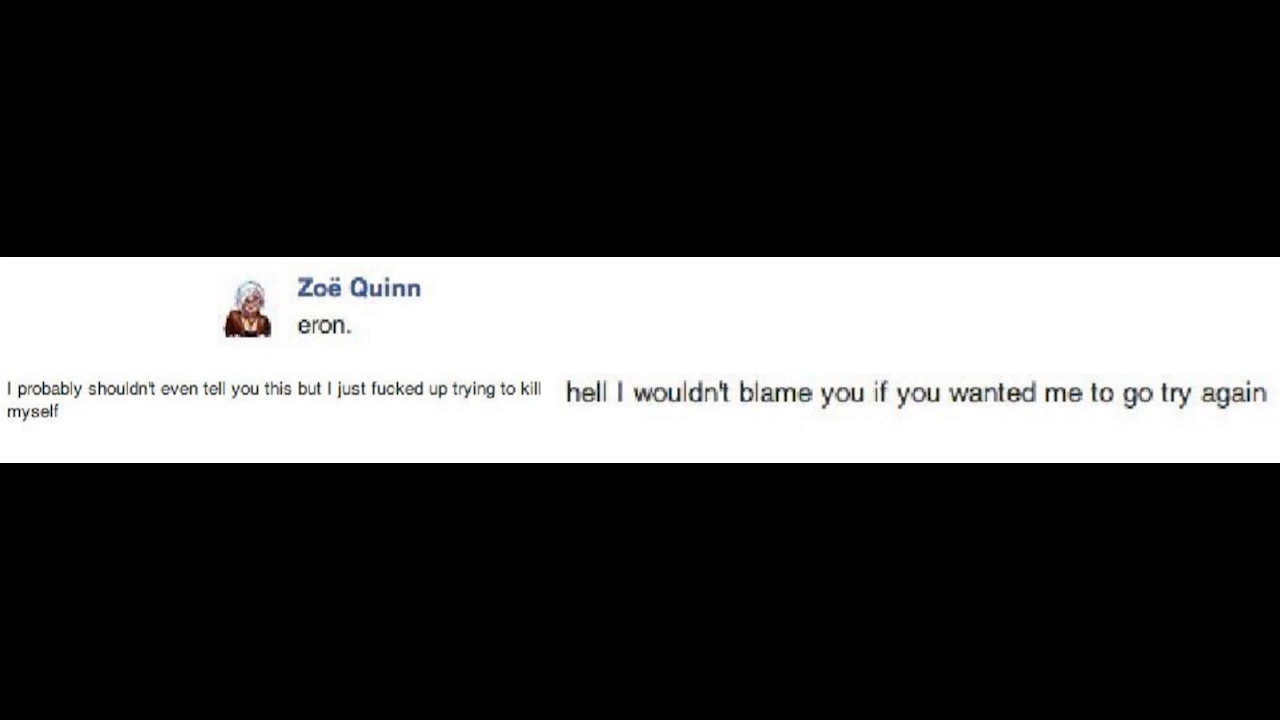 Zoë Quinn
eron.
I probably shouldn't even tell you this but I just fucked up trying to kill
myself
hell I wouldn't blame you if you wanted me to go try again